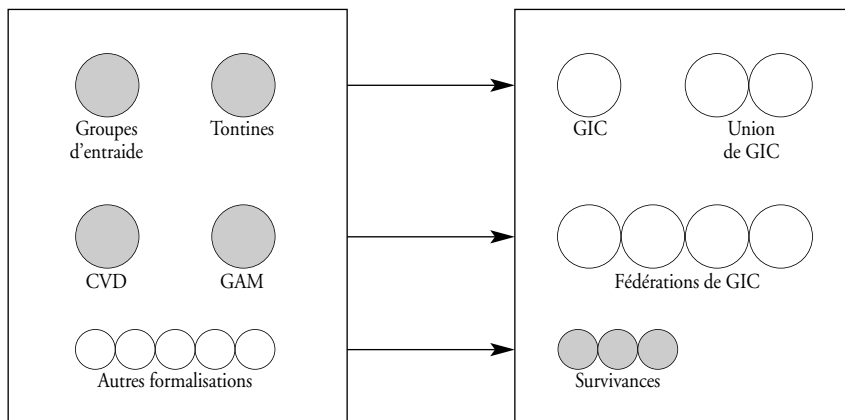 Groupes
d'entraide
Tontines
CVD
GAM
Autres formalisations
GIC
Union
de GIC
Fédérations de GIC
Survivances